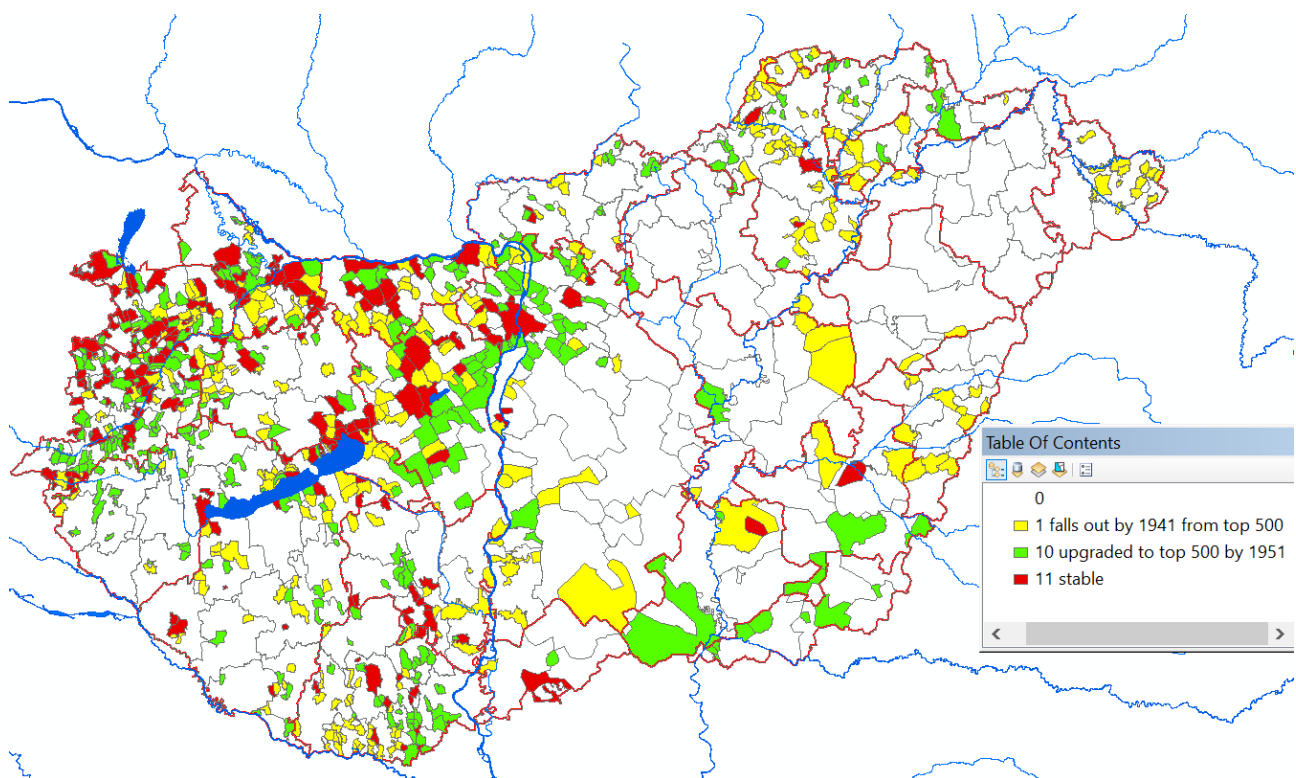 Table Of Contents
0
1 falls out by 1941 from top 500
10 upgraded to top 500 by 1951
11 stable